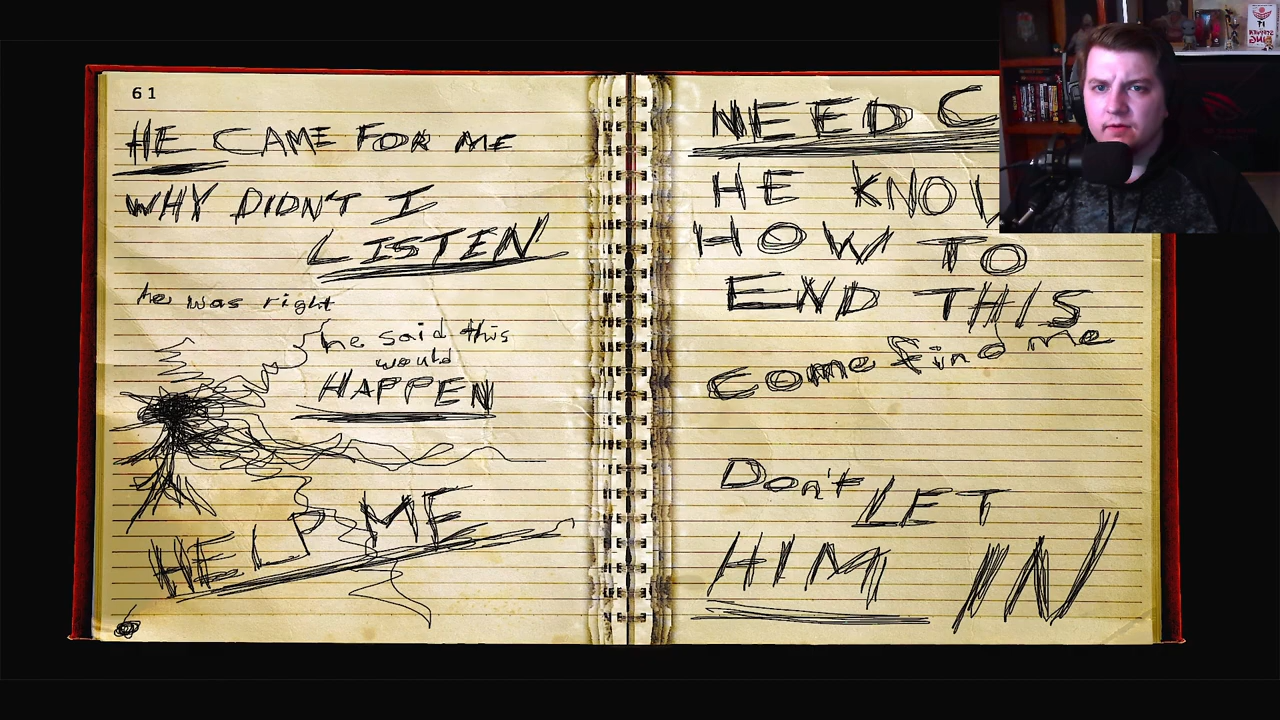 61
HE CAME FOR ME
WHY DIDN'T I
LISTEN
he was right
he said this
would
HAPPEN
HELP ME
NEED C
HE KNO
HOW TO
END THIS
come find me
Don't LET
HIM IN